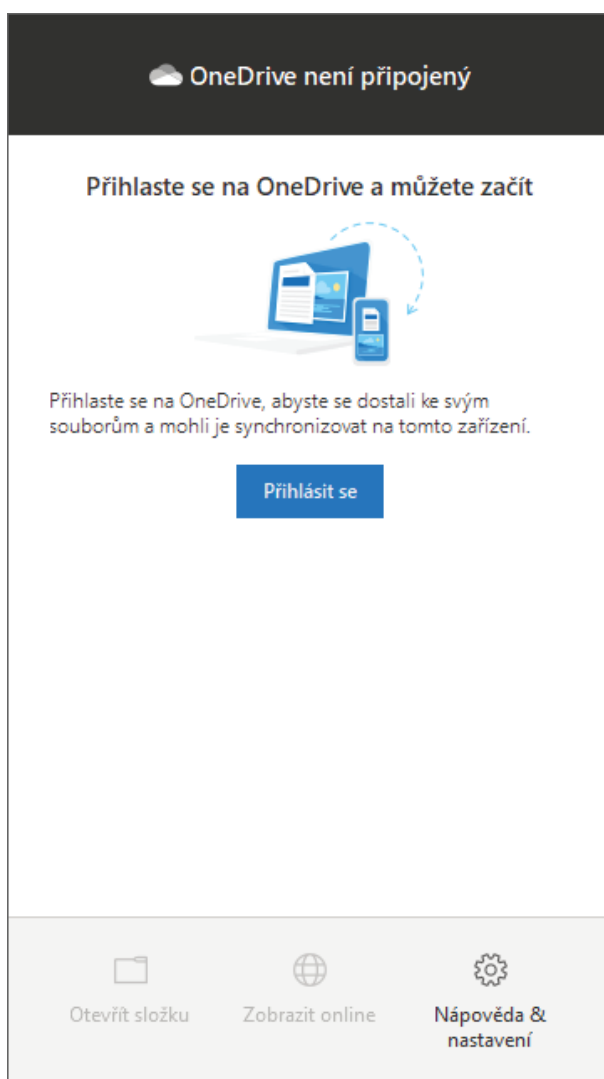 OneDrive není připojený
Přihlaste se na OneDrive a můžete začít
Přihlaste se na OneDrive, abyste se dostali ke svým
souborům a mohli je synchronizovat na tomto zařízení.
Přihlásit se
Otevřít složku
Zobrazit online
Nápověda &
nastavení